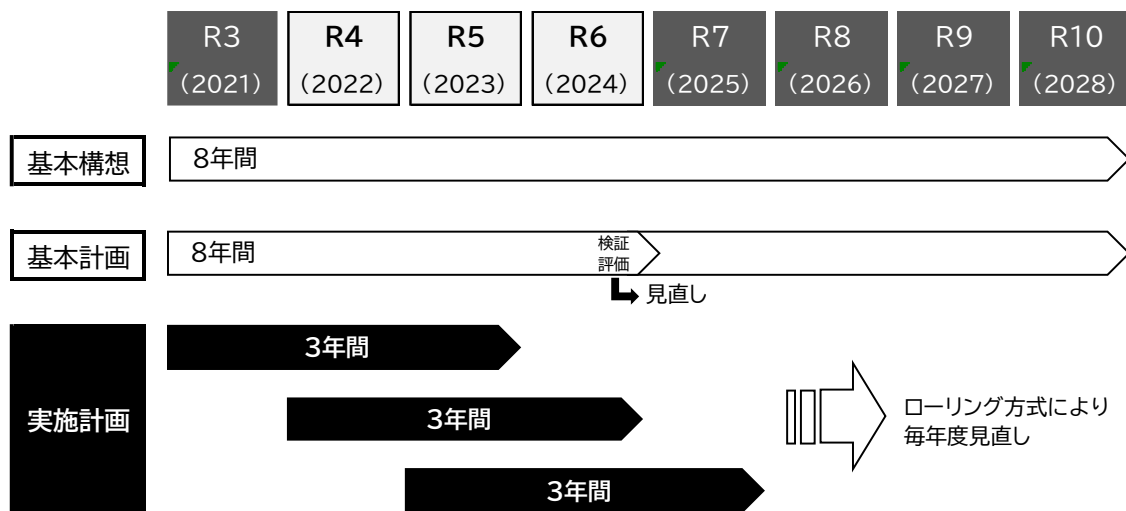 R3
(2021)
R4
(2022)
R5
(2023)
R6
(2024)
R7
(2025)
R8
(2026)
R9
(2027)
R10
(2028)
基本構想
8年間
基本計画
8年間
検証
評価
見直し
実施計画
3年間
3年間
3年間
ローリング方式により
毎年度見直し